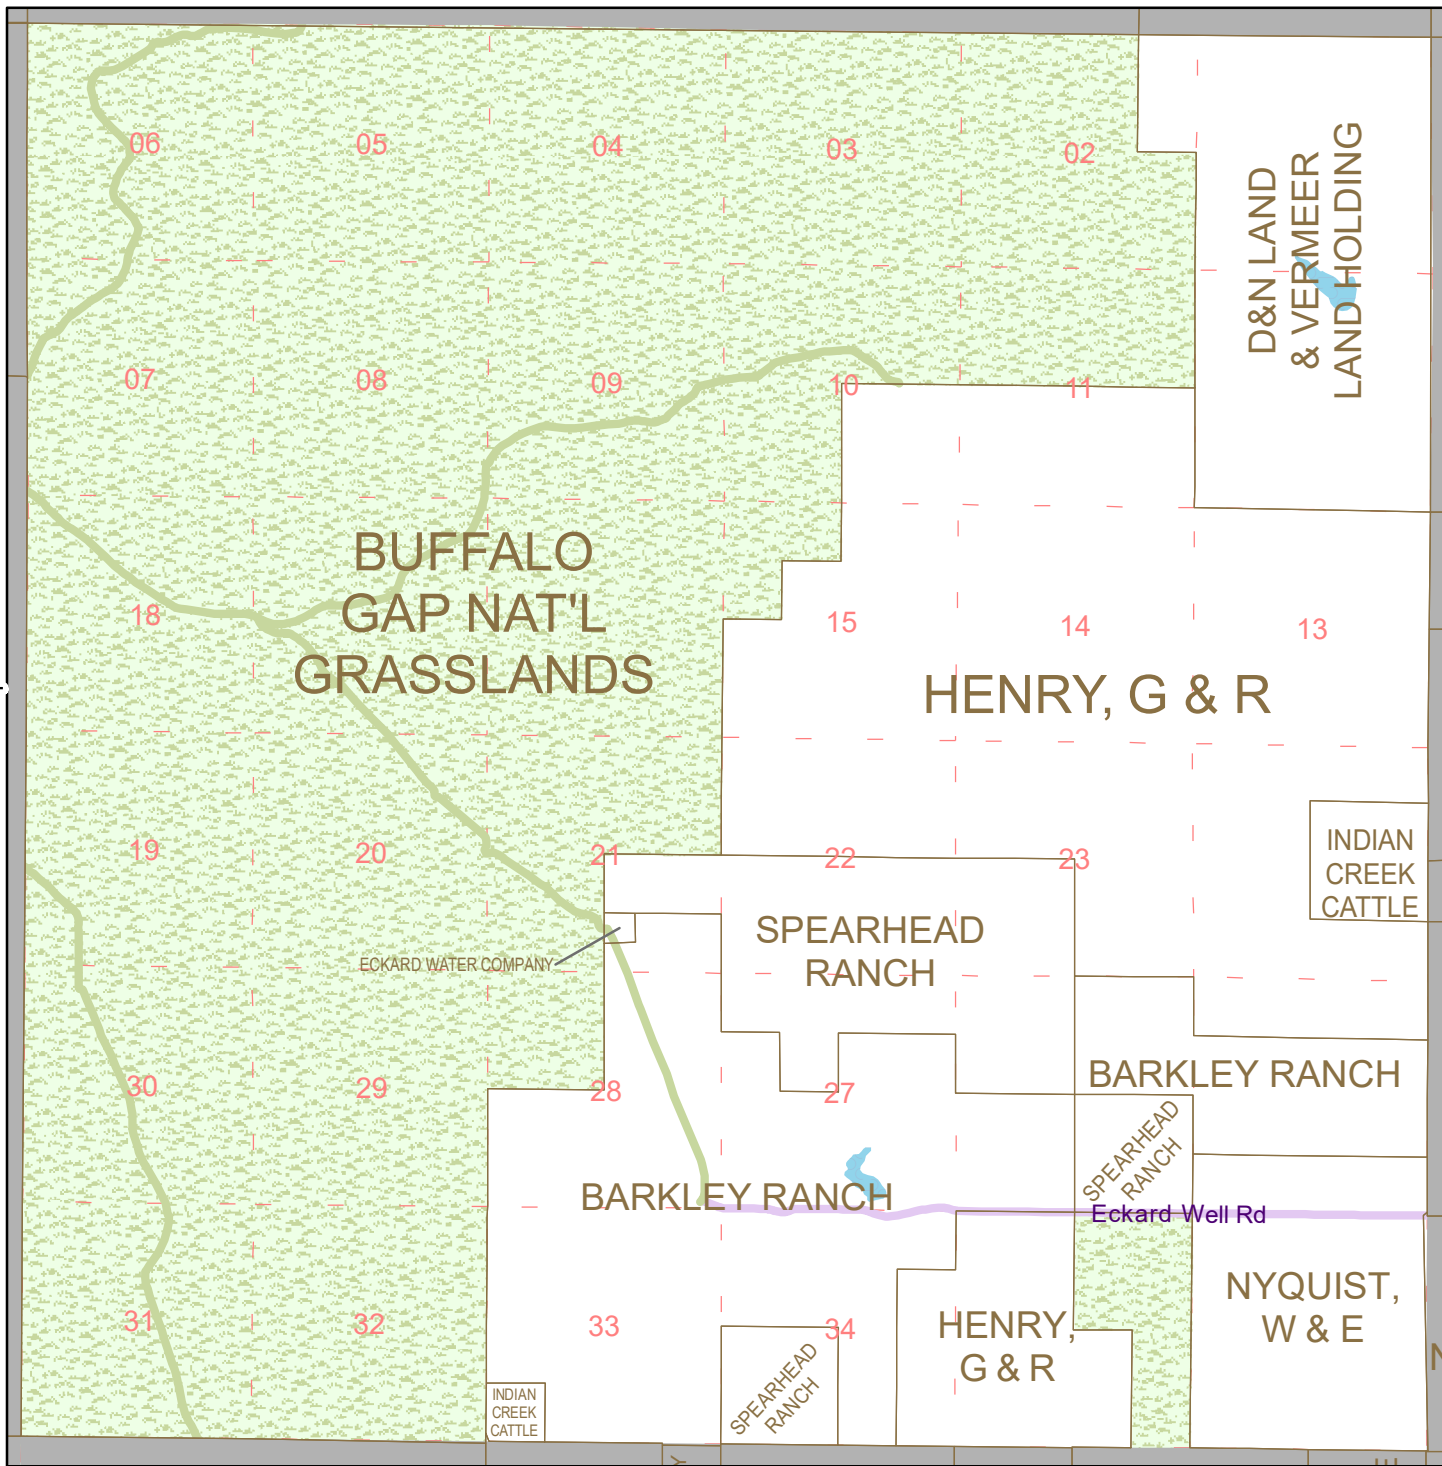 06
05
04
03
02
D&N LAND
& VERMEER
LAND HOLDING
07
08
09
10
11
BUFFALO
GAP NAT'L
GRASSLANDS
18
15
14
13
HENRY, G & R
19
20
21
22
23
INDIAN
CREEK
CATTLE
SPEARHEAD
RANCH
ECKARD WATER COMPANY
30
29
28
27
BARKLEY RANCH
SPEARHEAD
RANCH
BARKLEY RANCH
Eckard Well Rd
31
32
33
34
HENRY,
G & R
NYQUIST,
W & E
SPEARHEAD
RANCH
INDIAN
CREEK
CATTLE
Y